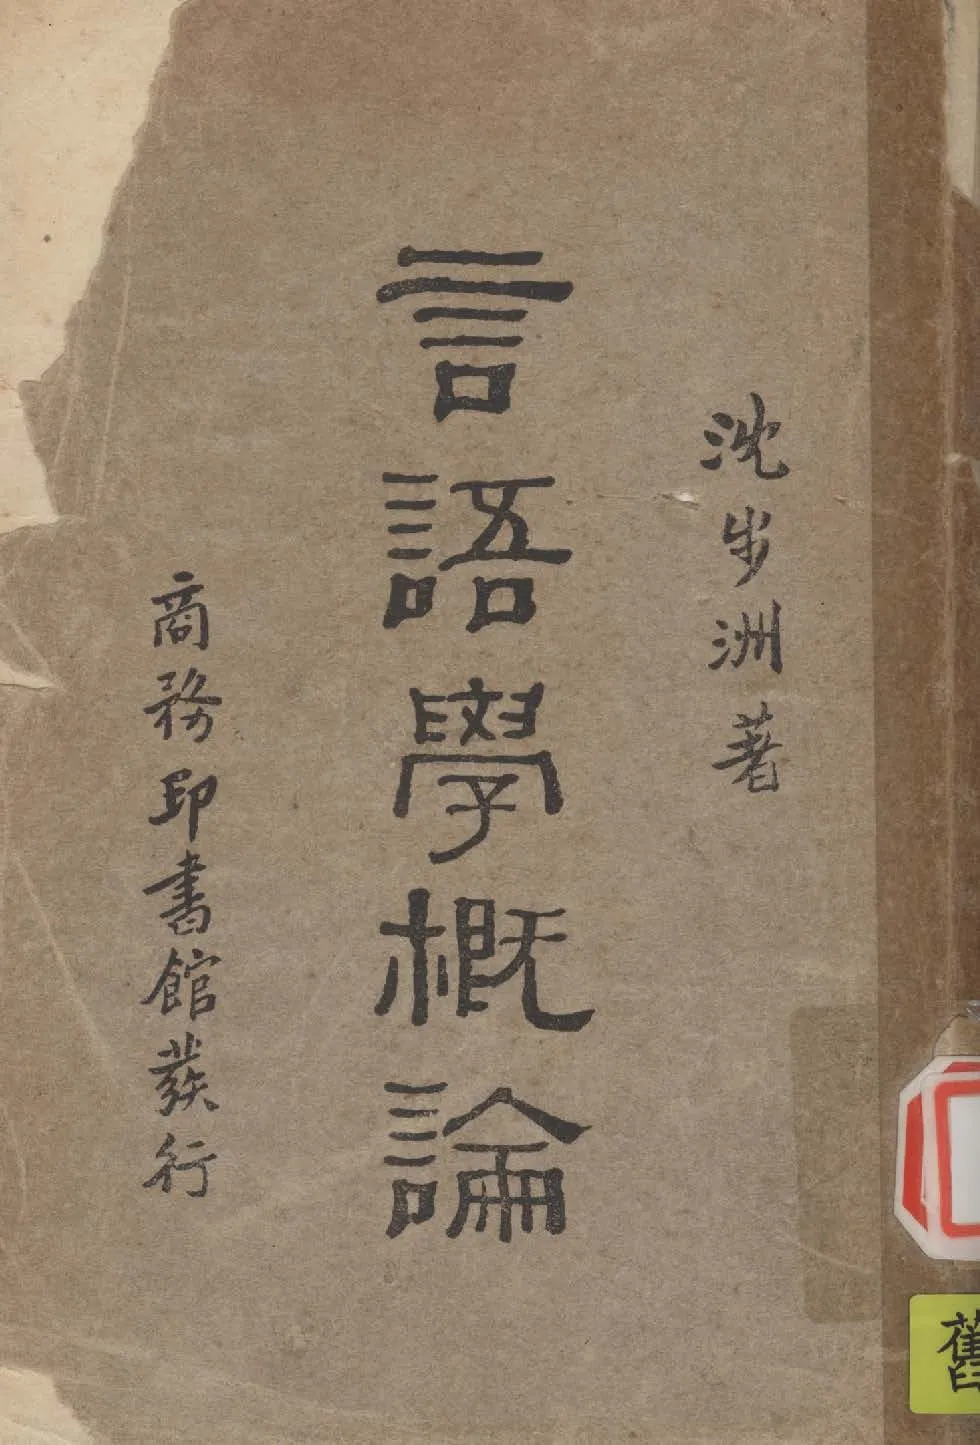 沈步洲著
言語學概論
商務印書館發行
舊